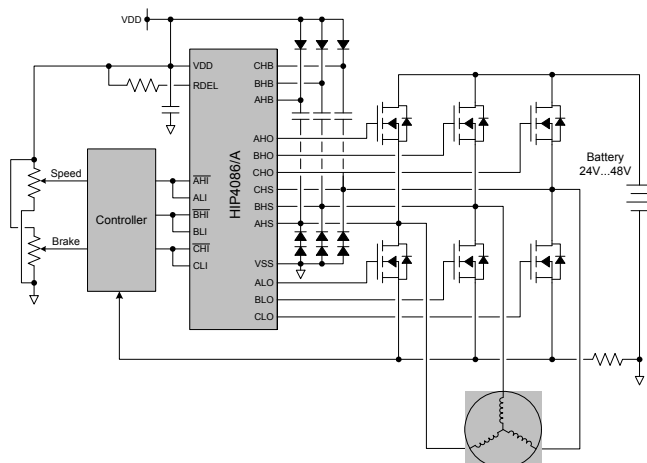 VDD
VDD
RDEL
CHB
BHB
AHB
AHO
BHO
CHO
CHS
BHS
AHS
VSS
ALO
BLO
CLO
HIP4086/A
AHI
ALI
BHI
BLI
CHI
CLI
Controller
Speed
Brake
Battery
24V...48V